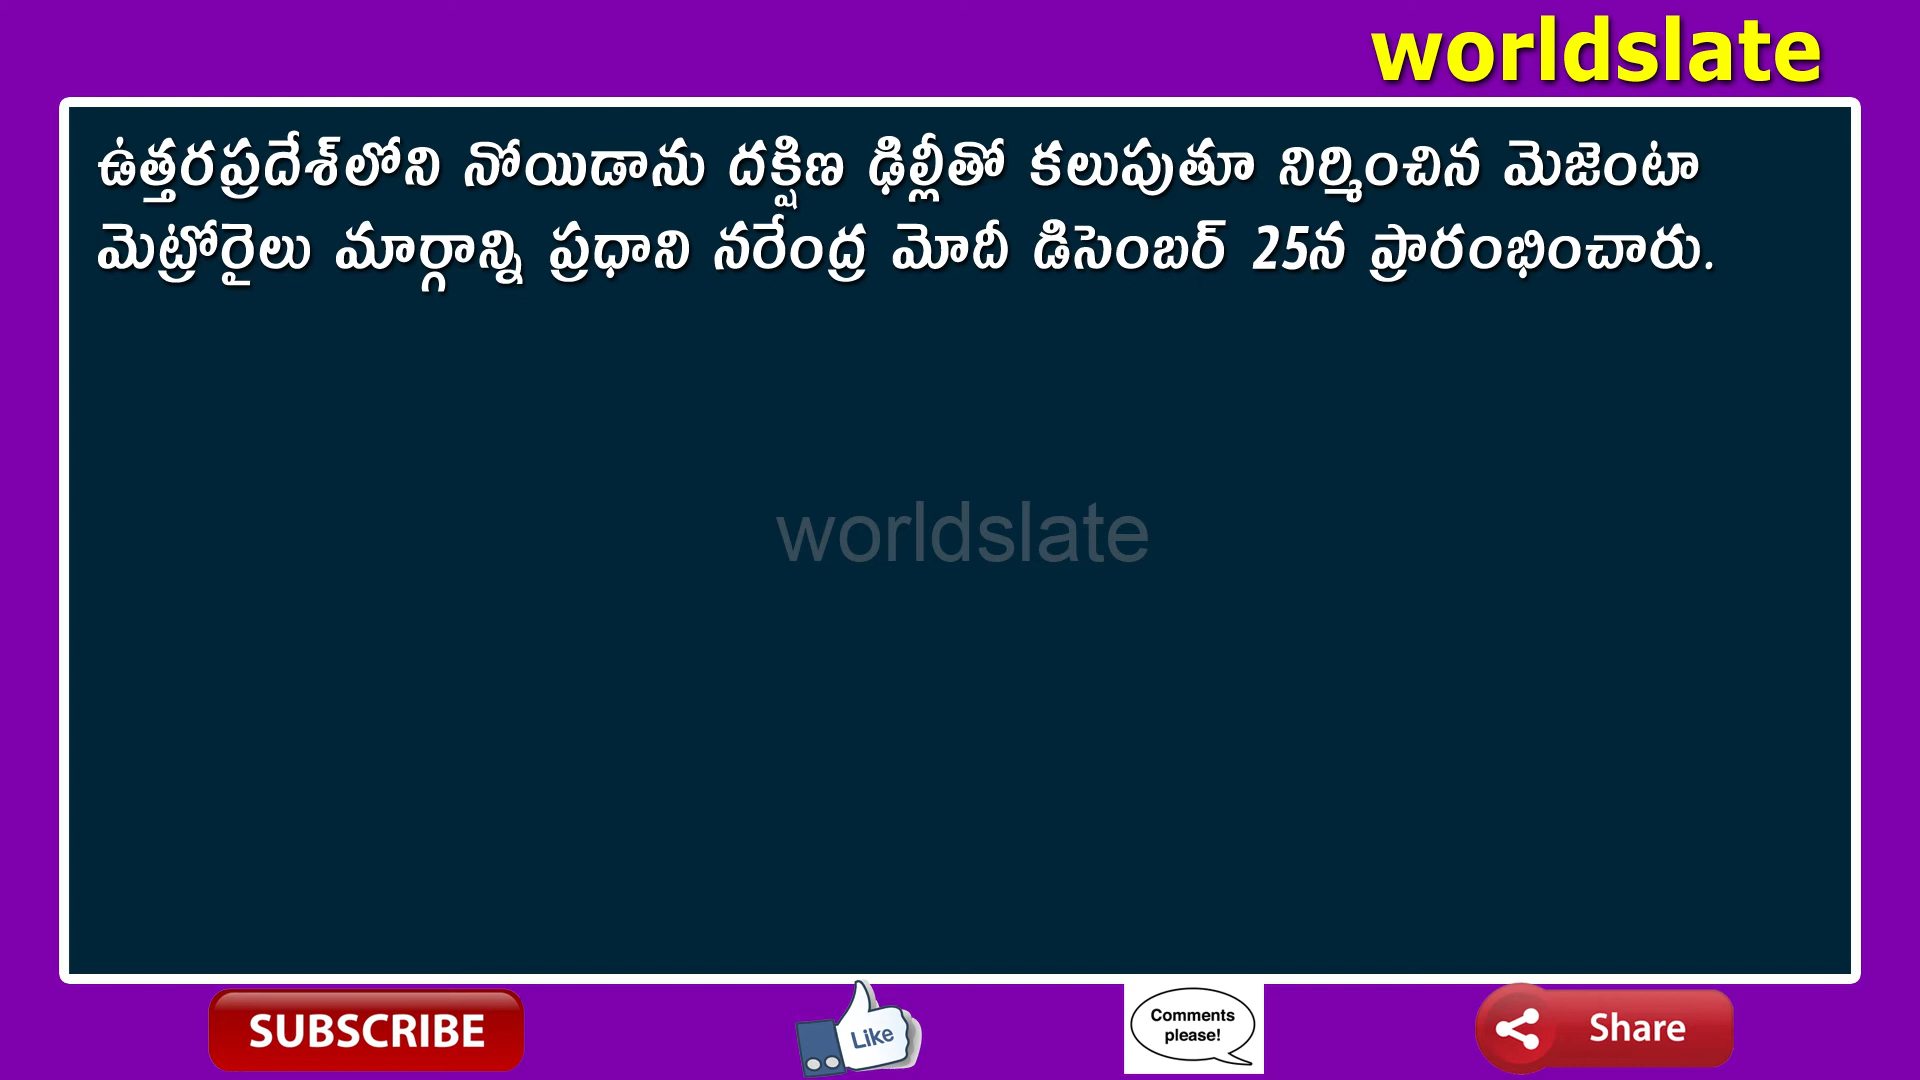 worldslate
ఉత్తరప్రదేశ్‌లోని నోయిడాను దక్షిణ ఢిల్లీతో కలుపుతూ నిర్మించిన మెజెంటా
మెట్రోరైలు మార్గాన్ని ప్రధాని నరేంద్ర మోదీ డిసెంబర్ 25న ప్రారంభించారు.
worldslate
SUBSCRIBE
Like
Comments
please!
Share